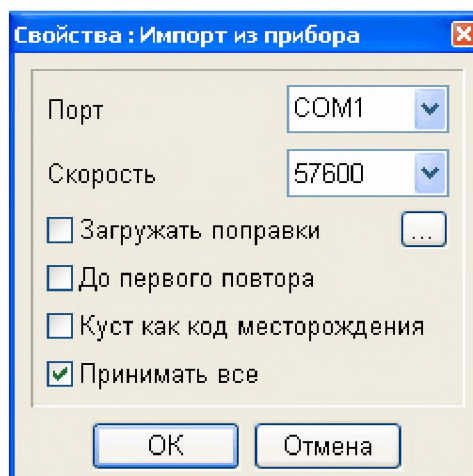 Свойства : Импорт из прибора
Порт COM1
Скорость 57600
Загружать поправки ...
До первого повтора
Куст как код месторождения
Принимать все
OK Отмена